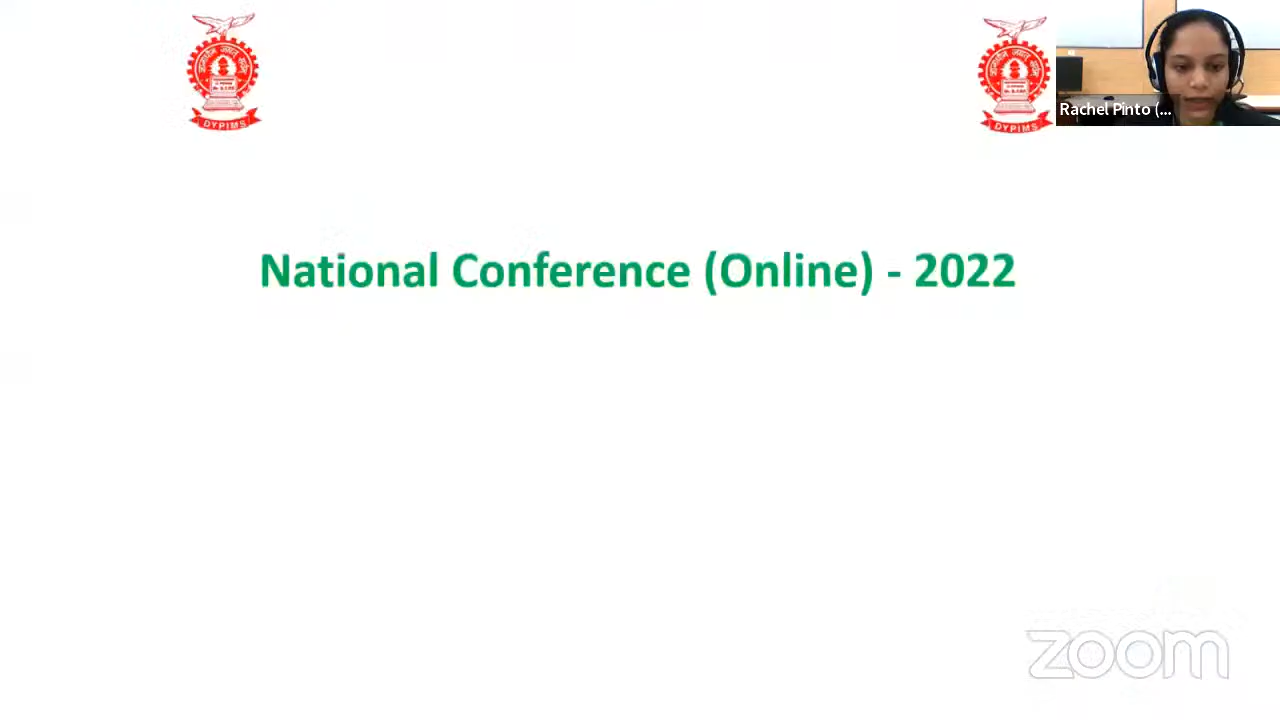 DYPIMS
DYPIMS
Rachel Pinto (...
National Conference (Online) - 2022
zoom